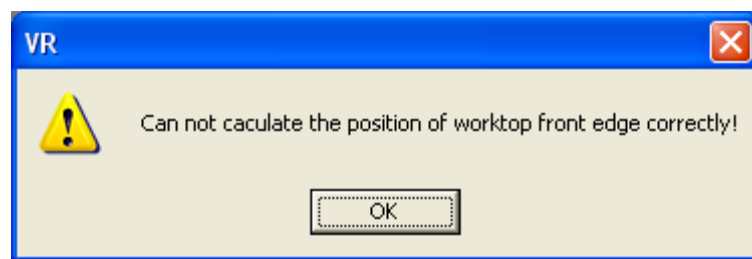 VR
Can not caculate the position of worktop front edge correctly!
OK